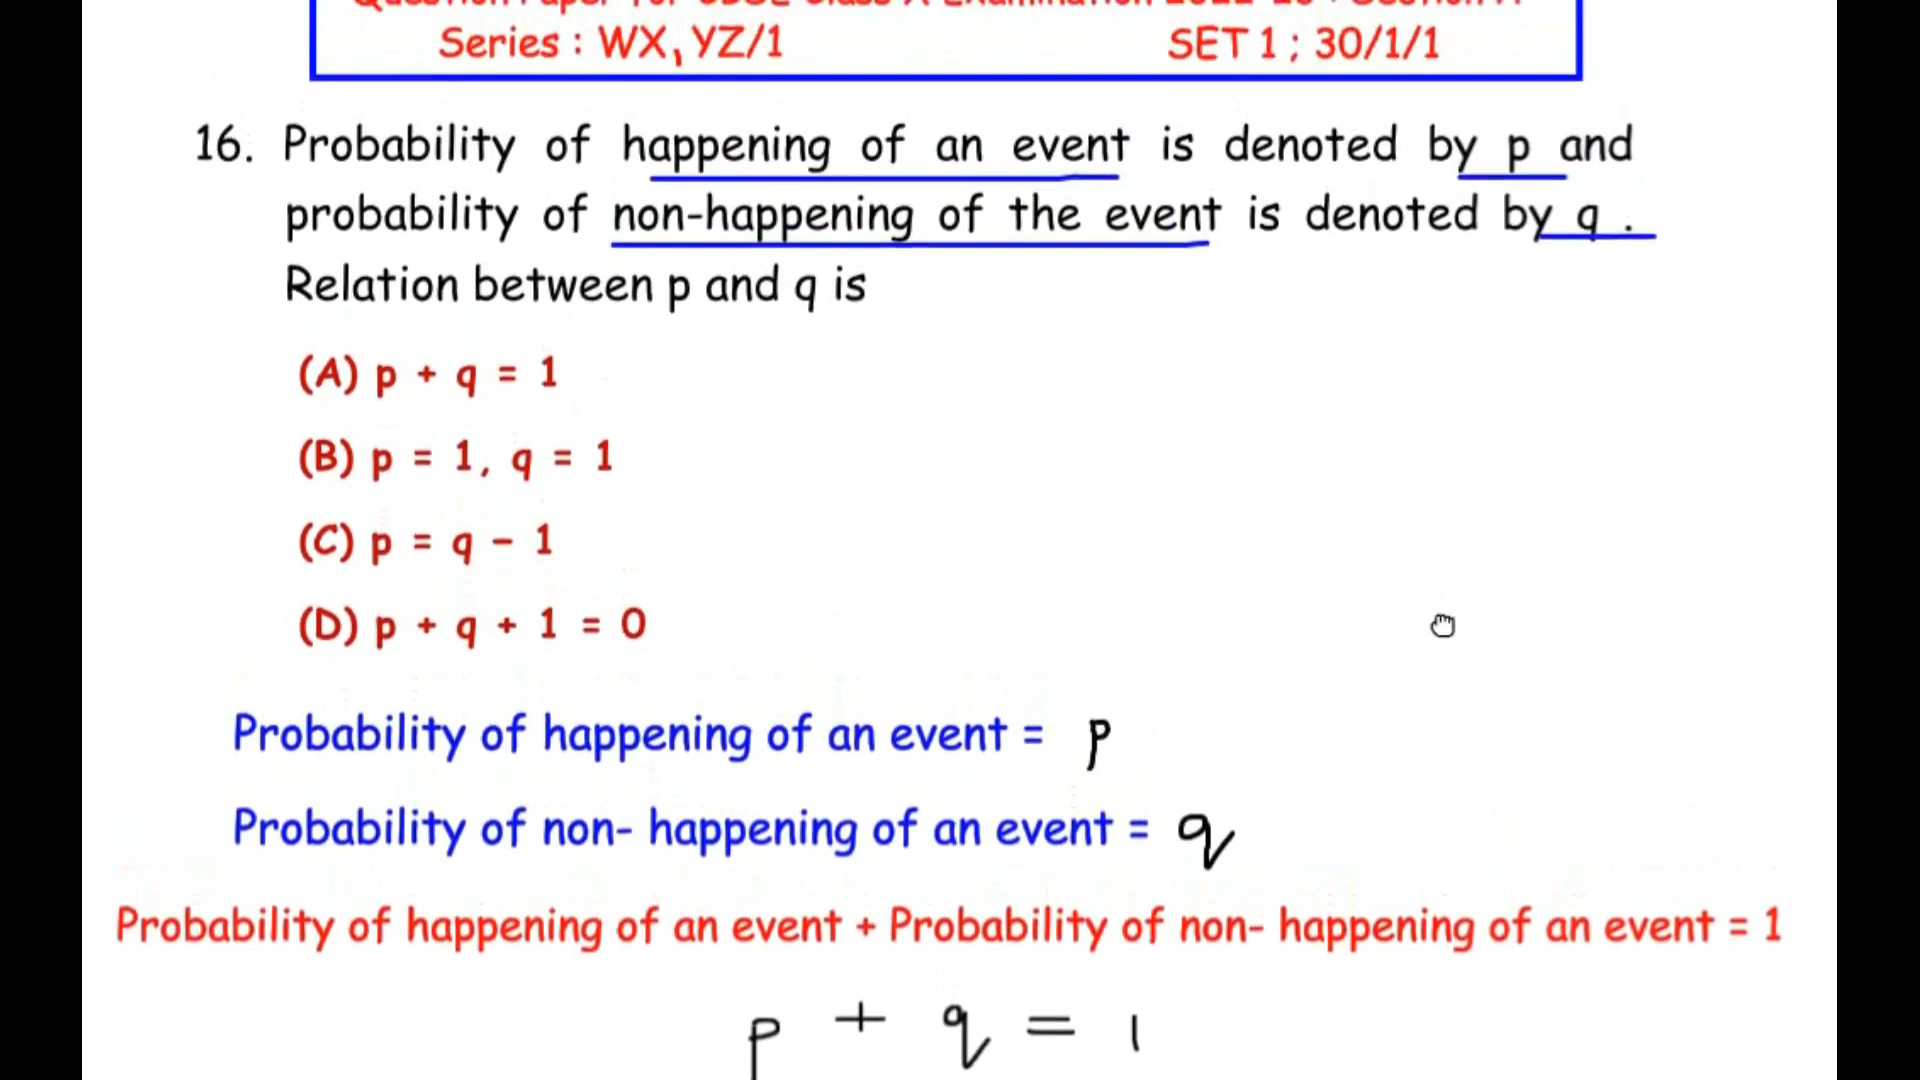 Series : WX,YZ/1 SET 1 ; 30/1/1
16. Probability of happening of an event is denoted by p and
probability of non-happening of the event is denoted by q .
Relation between p and q is
(A) p + q = 1
(B) p = 1, q = 1
(C) p = q - 1
(D) p + q + 1 = 0
Probability of happening of an event = p
Probability of non- happening of an event = q
Probability of happening of an event + Probability of non- happening of an event = 1
p + q = 1